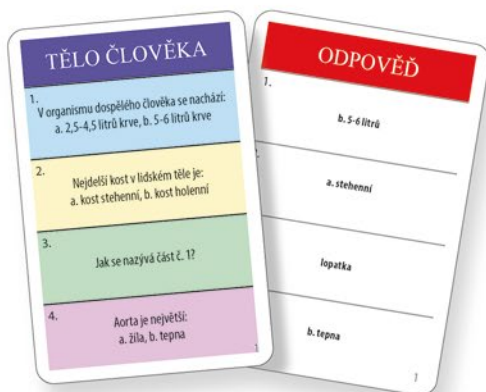 TĚLO ČLOVĚKA
1.
V organismu dospělého člověka se nachází:
a. 2,5-4,5 litrů krve, b. 5-6 litrů krve
2.
Nejdelší kost v lidském těle je:
a. kost stehenní, b. kost holenní
3.
Jak se nazývá část č. 1?
4.
Aorta je největší:
a. žíla, b. tepna
1
ODPOVĚĎ
1.
b. 5-6 litrů
a. stehenní
lopatka
b. tepna
1